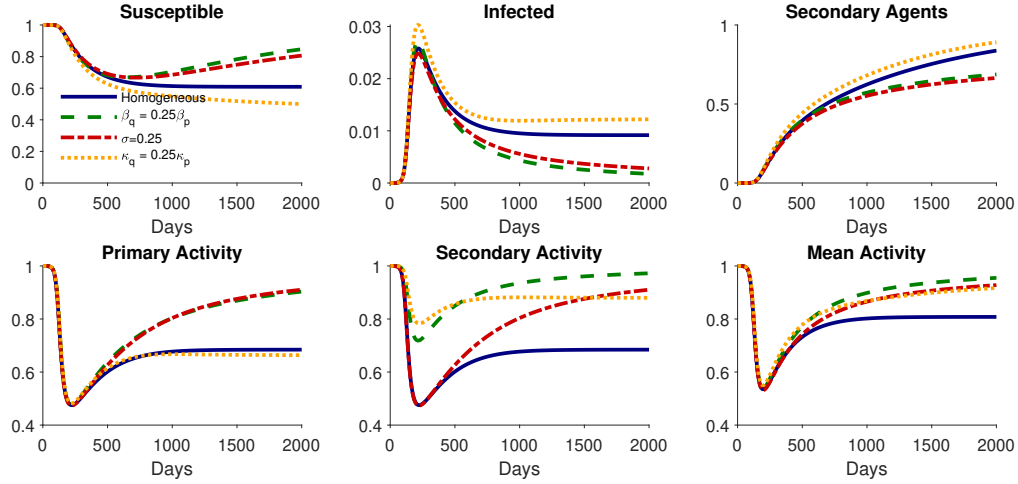 Susceptible
1
0.8
0.6
0.4
0.2
0
Homogeneous
β_q = 0.25β_p
σ=0.25
κ_q = 0.25κ_p
0 500 1000 1500 2000
Days
Infected
0.03
0.02
0.01
0
0 500 1000 1500 2000
Days
Secondary Agents
1
0.5
0
0 500 1000 1500 2000
Days
Primary Activity
1
0.8
0.6
0.4
0 500 1000 1500 2000
Days
Secondary Activity
1
0.8
0.6
0.4
0 500 1000 1500 2000
Days
Mean Activity
1
0.8
0.6
0.4
0 500 1000 1500 2000
Days